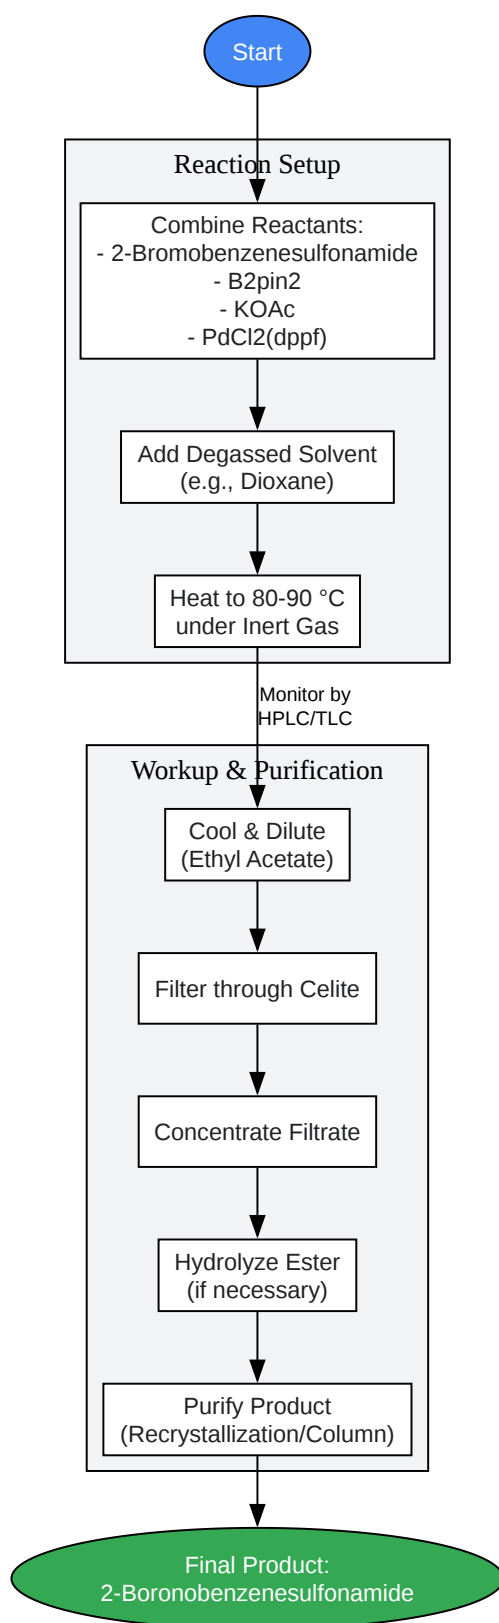 Start
Reaction Setup
Combine Reactants:
- 2-Bromobenzenesulfonamide
- B2pin2
- KOAc
- PdCl2(dppf)
Add Degassed Solvent
(e.g., Dioxane)
Heat to 80-90 °C
under Inert Gas
Monitor by
HPLC/TLC
Workup & Purification
Cool & Dilute
(Ethyl Acetate)
Filter through Celite
Concentrate Filtrate
Hydrolyze Ester
(if necessary)
Purify Product
(Recrystallization/Column)
Final Product:
2-Boronobenzenesulfonamide